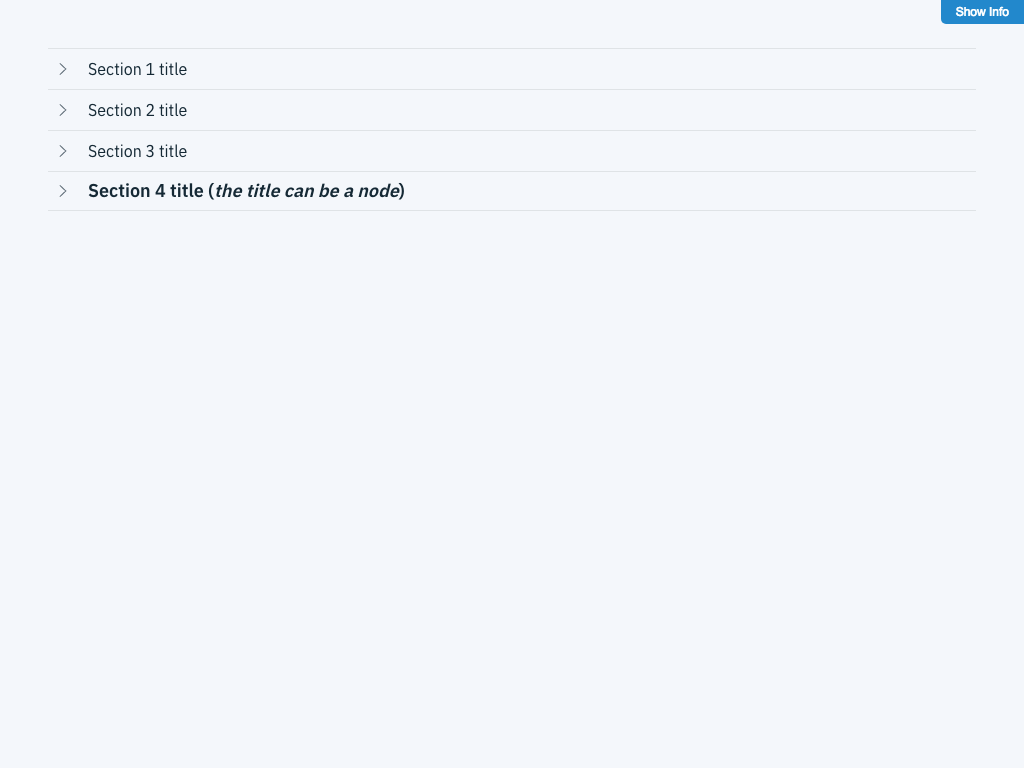 Show Info
Section 1 title
Section 2 title
Section 3 title
Section 4 title (the title can be a node)